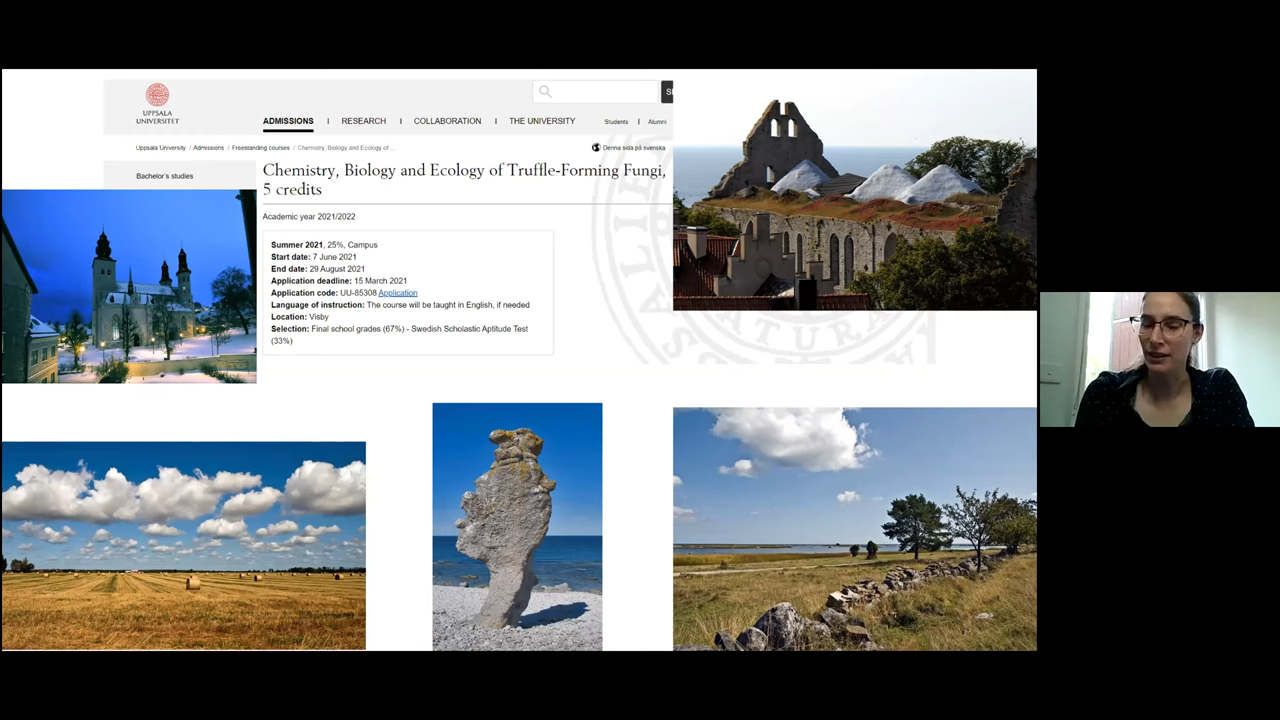 UPPSALA
UNIVERSITET
ADMISSIONS | RESEARCH | COLLABORATION | THE UNIVERSITY
Students | Alumni
Uppsala University / Admissions / Freestanding courses / Chemistry, Biology and Ecology of ...
Denna sida på svenska
Bachelor's studies
Chemistry, Biology and Ecology of Truffle-Forming Fungi,
5 credits
Academic year 2021/2022
Summer 2021, 25%, Campus
Start date: 7 June 2021
End date: 29 August 2021
Application deadline: 15 March 2021
Application code: UU-85308 Application
Language of instruction: The course will be taught in English, if needed
Location: Visby
Selection: Final school grades (67%) - Swedish Scholastic Aptitude Test
(33%)